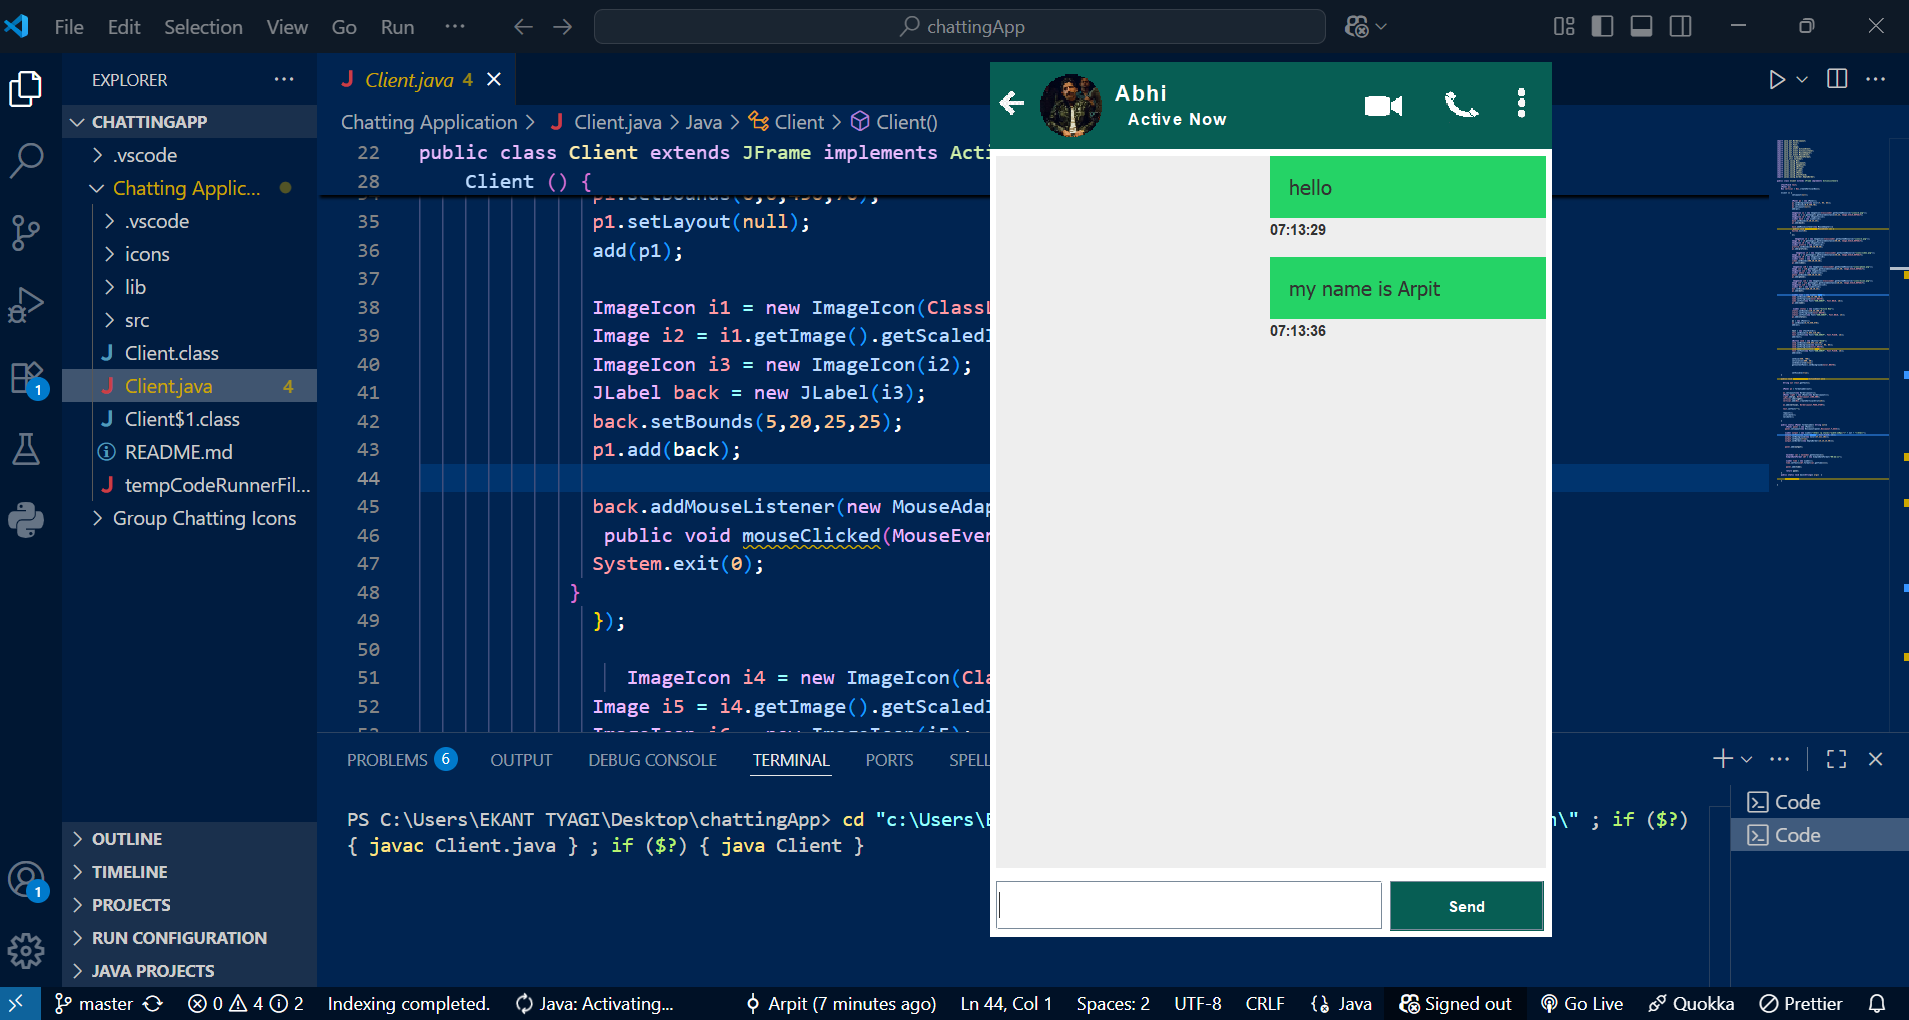 File Edit Selection View Go Run ···
chattingApp
EXPLORER
CHATTINGAPP
.vscode
Chatting Applic...
.vscode
icons
lib
src
Client.class
Client.java 4
Client$1.class
README.md
tempCodeRunnerFil...
Group Chatting Icons
OUTLINE
TIMELINE
PROJECTS
RUN CONFIGURATION
JAVA PROJECTS
1
1
Client.java 4
Chatting Application > Client.java > Java > Client > Client()
22 public class Client extends JFrame implements Acti
28 Client () {
35 p1.setLayout(null);
36 add(p1);
37
38 ImageIcon i1 = new ImageIcon(Class
39 Image i2 = i1.getImage().getScaled
40 ImageIcon i3 = new ImageIcon(i2);
41 JLabel back = new JLabel(i3);
42 back.setBounds(5,20,25,25);
43 p1.add(back);
44
45 back.addMouseListener(new MouseAda
46 public void mouseClicked(MouseEve
47 System.exit(0);
48 }
49 });
50
51 ImageIcon i4 = new ImageIcon(Cl
52 Image i5 = i4.getImage().getScaled
Abhi
Active Now
hello
07:13:29
my name is Arpit
07:13:36
Send
PROBLEMS 6 OUTPUT DEBUG CONSOLE TERMINAL PORTS SPELL
PS C:\Users\EKANT TYAGI\Desktop\chattingApp> cd "c:\Users\E \" ; if ($?)
{ javac Client.java } ; if ($?) { java Client }
Code
Code
master 0 4 2 Indexing completed. Java: Activating... Arpit (7 minutes ago) Ln 44, Col 1 Spaces: 2 UTF-8 CRLF Java Signed out Go Live Quokka Prettier